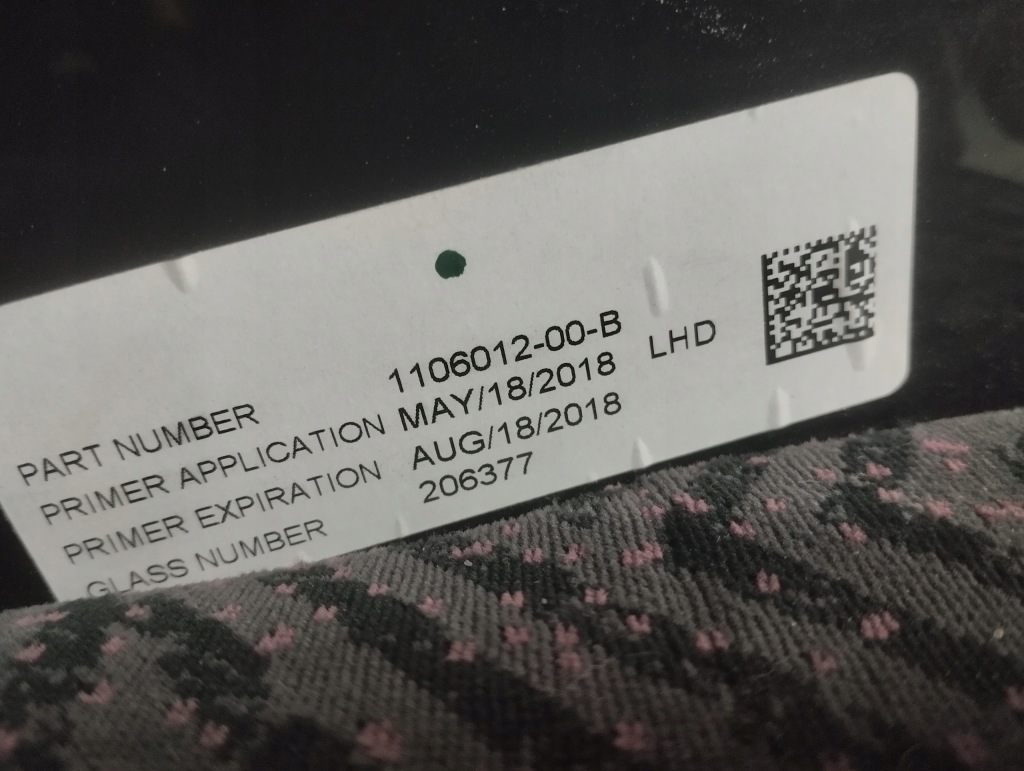 PART NUMBER 1106012-00-B
PRIMER APPLICATION MAY/18/2018 LHD
PRIMER EXPIRATION AUG/18/2018
GLASS NUMBER 206377